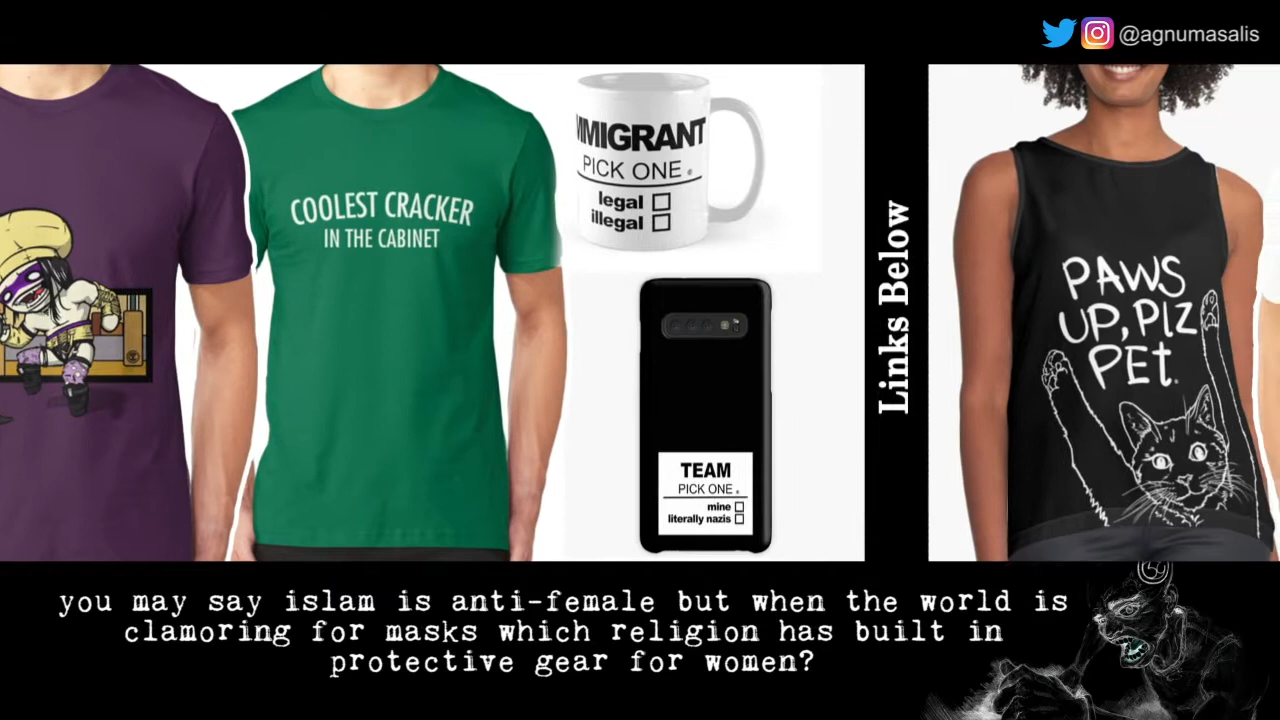 @agnumasalis
COOLEST CRACKER
IN THE CABINET
MMIGRANT
PICK ONE.
legal
illegal
TEAM
PICK ONE.
mine
literally nazis
Links Below
PAWS
UP, PlZ
PEt.
you may say islam is anti-female but when the world is
clamoring for masks which religion has built in
protective gear for women?